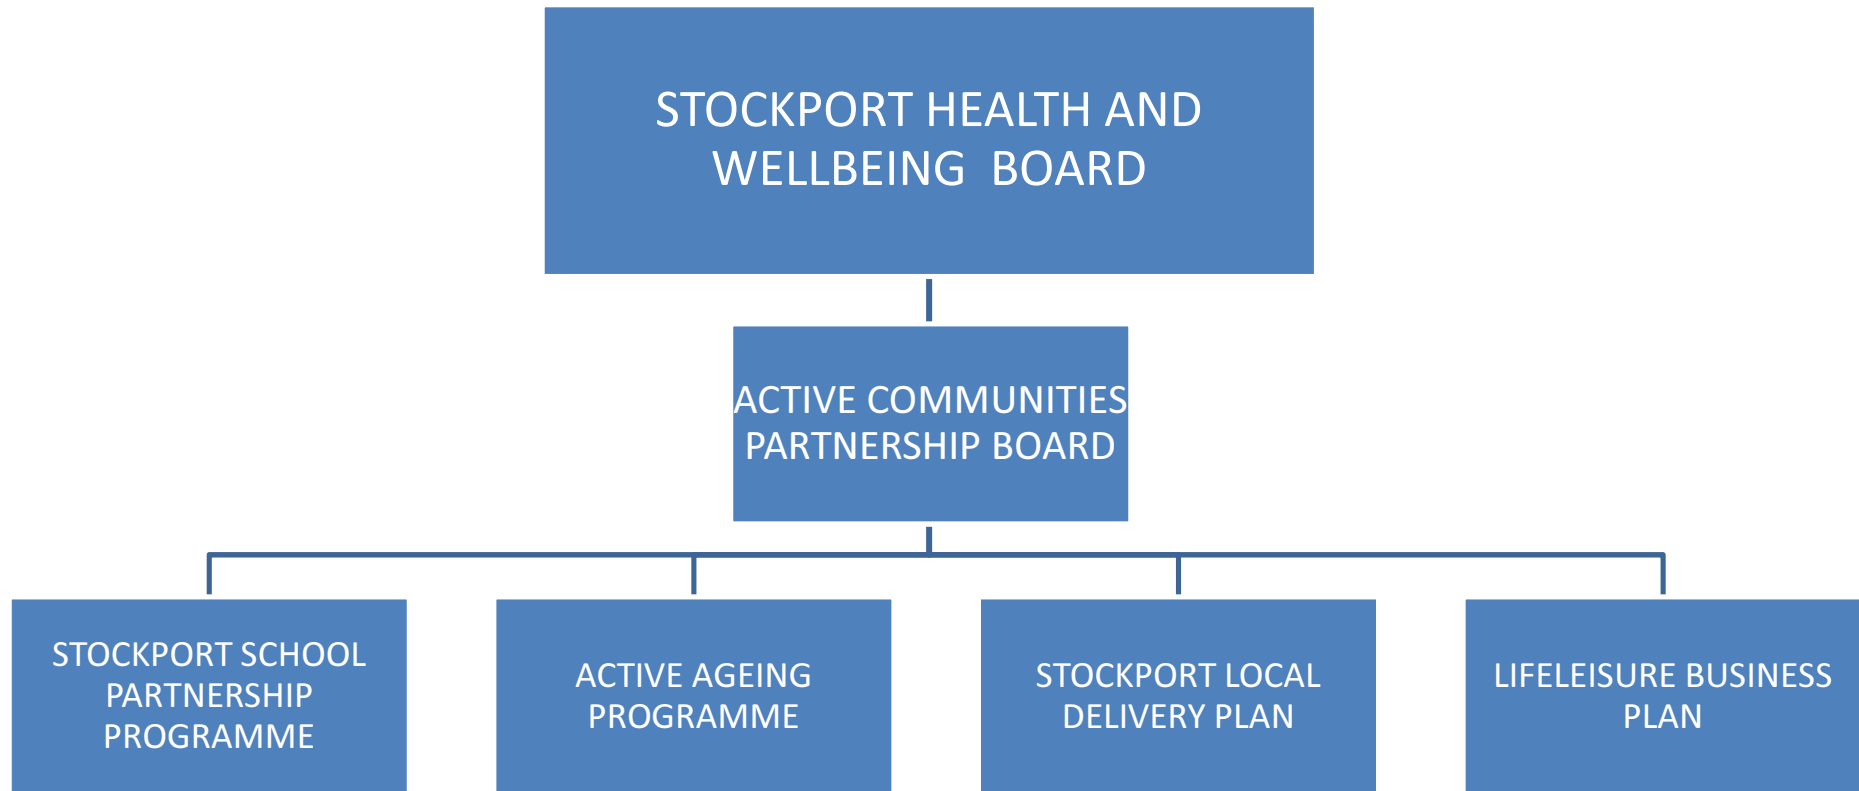 STOCKPORT HEALTH AND
WELLBEING  BOARD
ACTIVE COMMUNITIES
PARTNERSHIP BOARD
STOCKPORT SCHOOL
PARTNERSHIP
PROGRAMME
ACTIVE AGEING
PROGRAMME
STOCKPORT LOCAL
DELIVERY PLAN
LIFELEISURE BUSINESS
PLAN